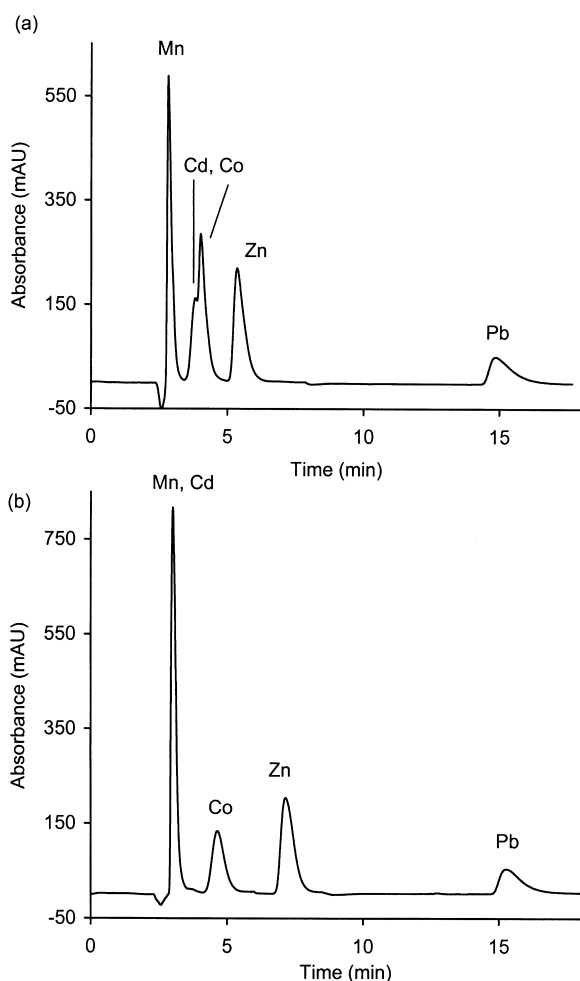 (a)
Mn
Cd, Co
Zn
Pb
550
350
150
-50
Absorbance (mAU)
0 5 10 15
Time (min)
(b)
Mn, Cd
Co
Zn
Pb
750
550
350
150
-50
Absorbance (mAU)
0 5 10 15
Time (min)